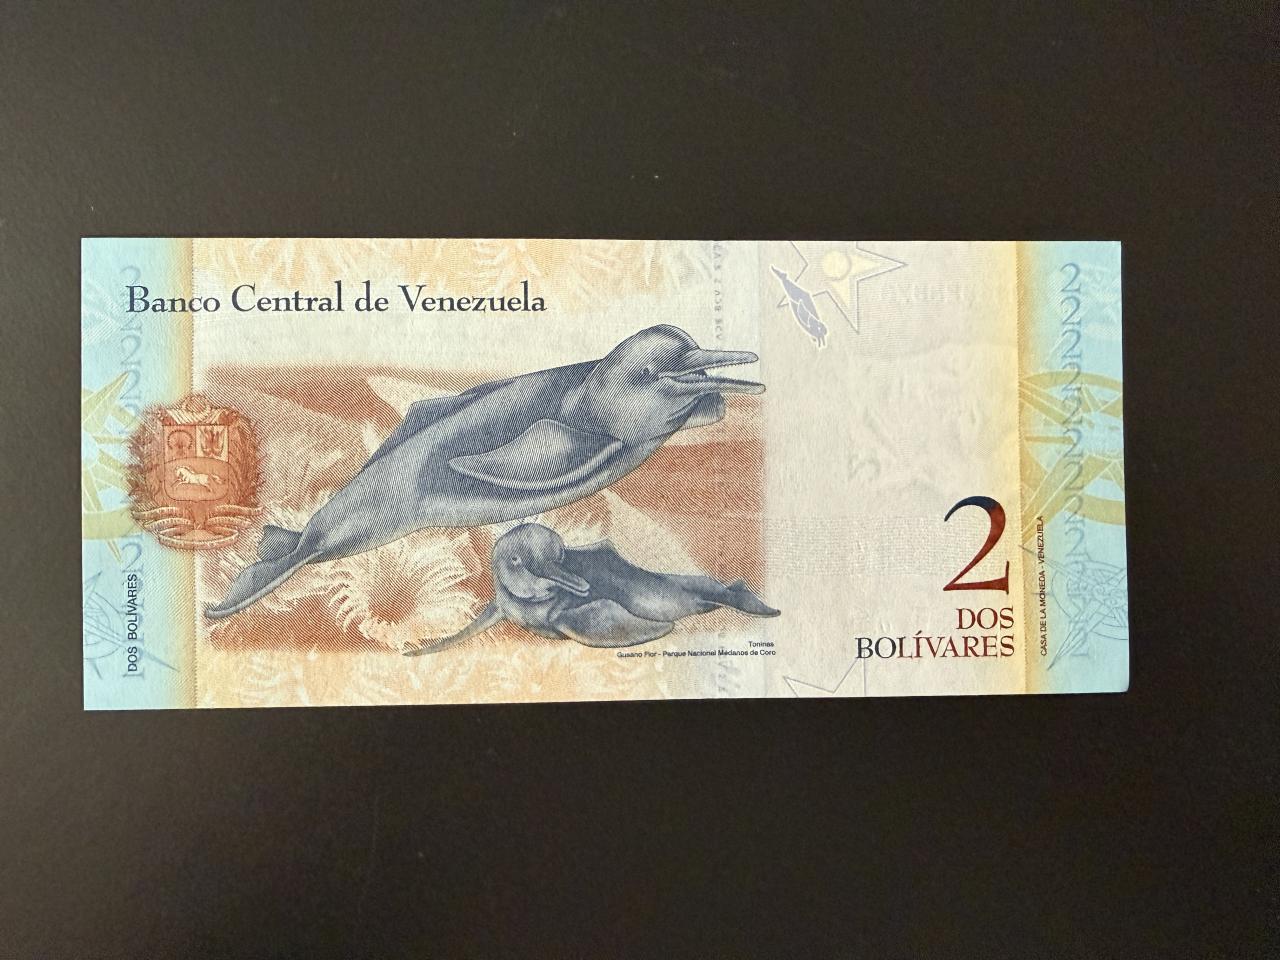 Banco Central de Venezuela
DOS BOLÍVARES
Toninas
Gusano Flor - Parque Nacional Médanos de Coro
2
DOS
BOLÍVARES
CASA DE LA MONEDA - VENEZUELA